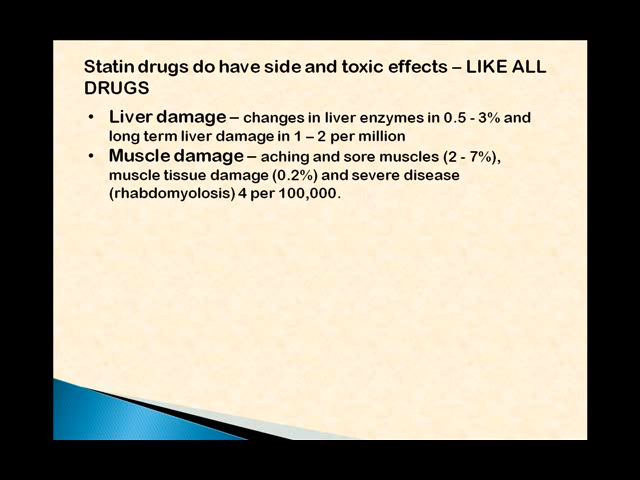 Statin drugs do have side and toxic effects – LIKE ALL
DRUGS
• Liver damage – changes in liver enzymes in 0.5 - 3% and
long term liver damage in 1 – 2 per million
• Muscle damage – aching and sore muscles (2 - 7%),
muscle tissue damage (0.2%) and severe disease
(rhabdomyolosis) 4 per 100,000.